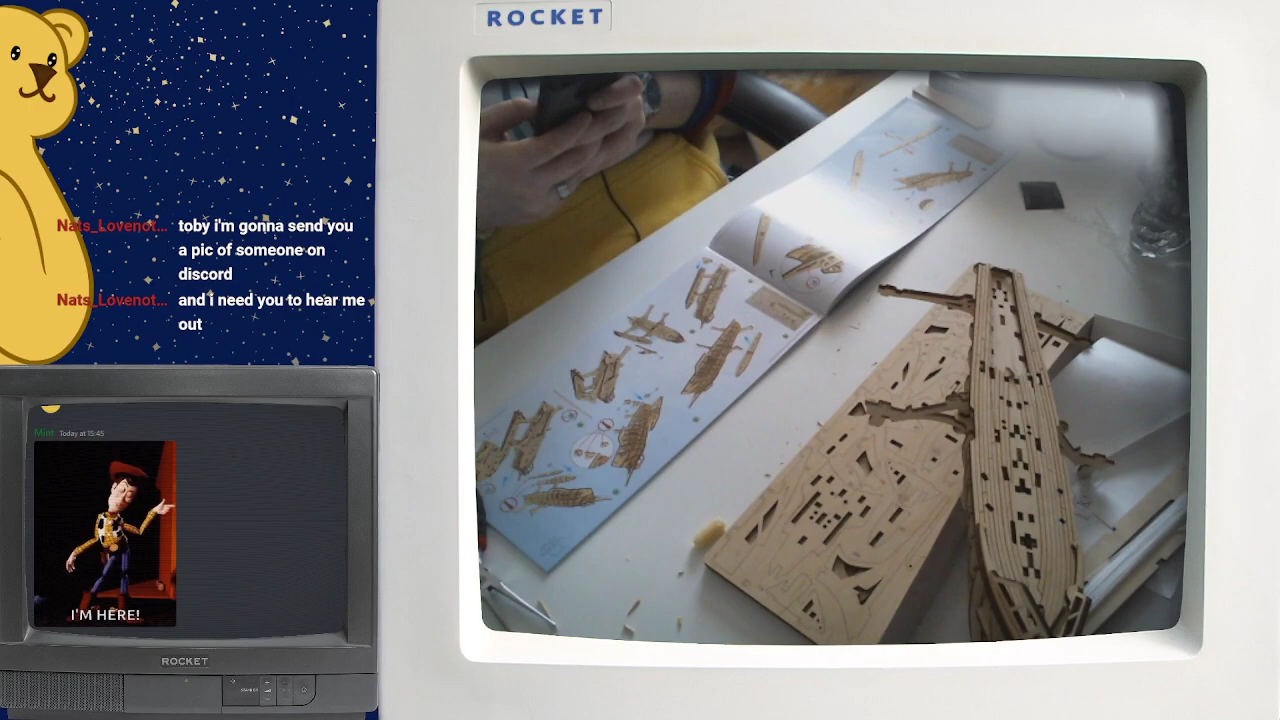 ROCKET
Nats_Lovenot... toby i'm gonna send you
a pic of someone on
discord
Nats_Lovenot... and i need you to hear me
out
Mint Today at 15:45
I'M HERE!
ROCKET